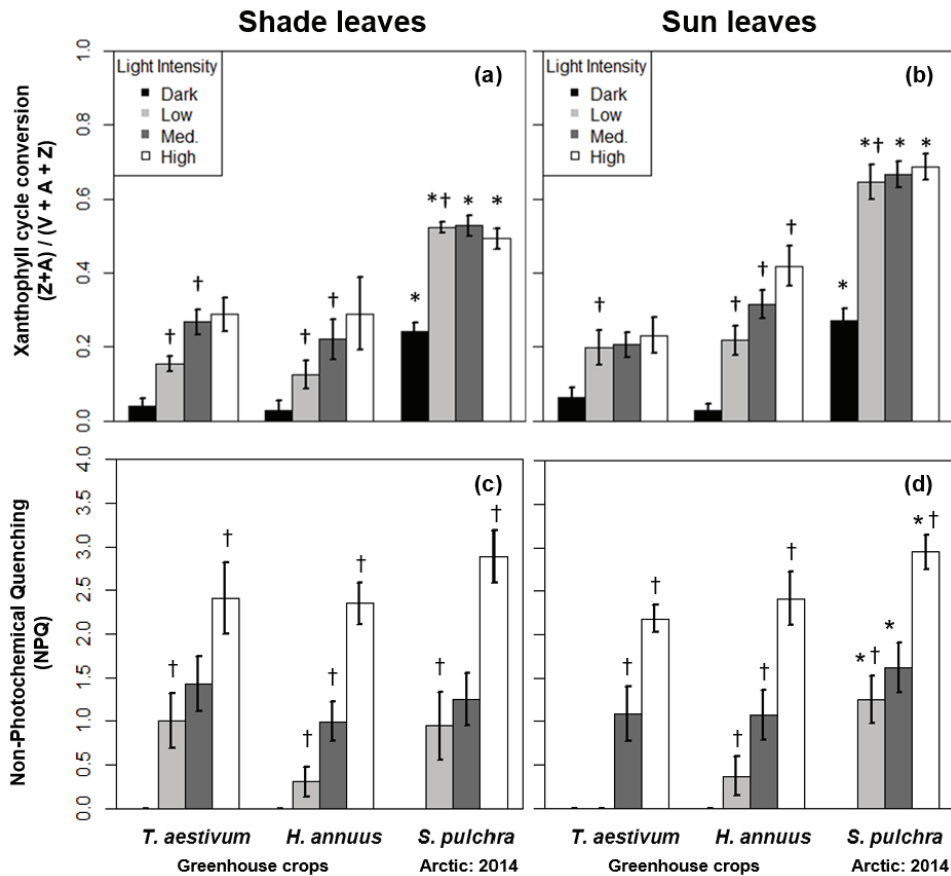 Shade leaves
Sun leaves
Xanthophyll cycle conversion
(Z+A) / (V + A + Z)
1.0
0.8
0.6
0.4
0.2
0.0
Light Intensity
Dark
Low
Med.
High
(a)
† † † † *
*† * *
Light Intensity
Dark
Low
Med.
High
(b)
† † † † *
*† * *
Non-Photochemical Quenching
(NPQ)
4.0
3.5
3.0
2.5
2.0
1.5
1.0
0.5
0.0
(c)
† † † † † † †
(d)
† † † † † *† * *†
T. aestivum H. annuus S. pulchra
Greenhouse crops Arctic: 2014
T. aestivum H. annuus S. pulchra
Greenhouse crops Arctic: 2014